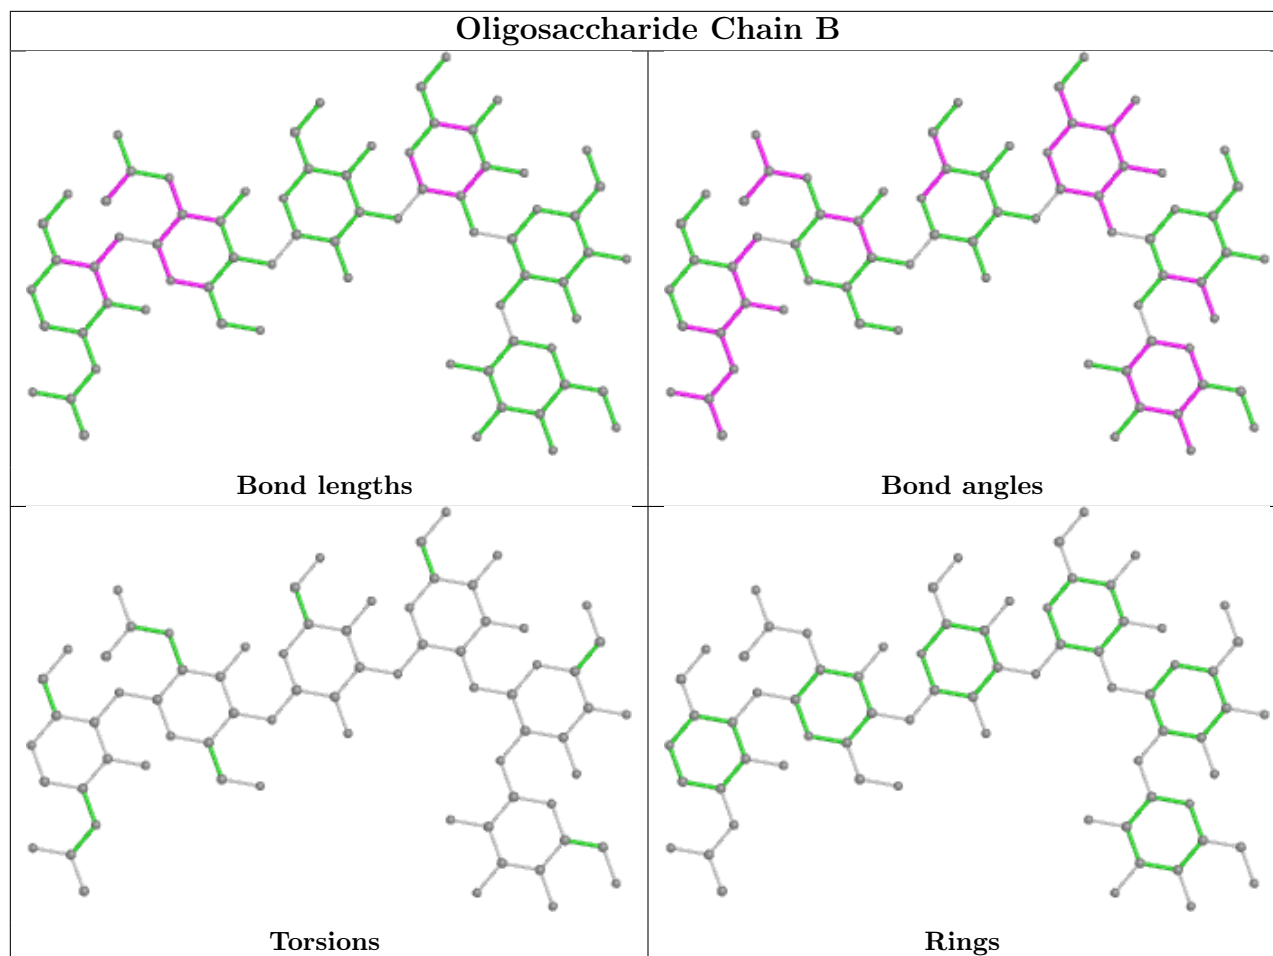 Oligosaccharide Chain B
Bond lengths
Bond angles
Torsions
Rings